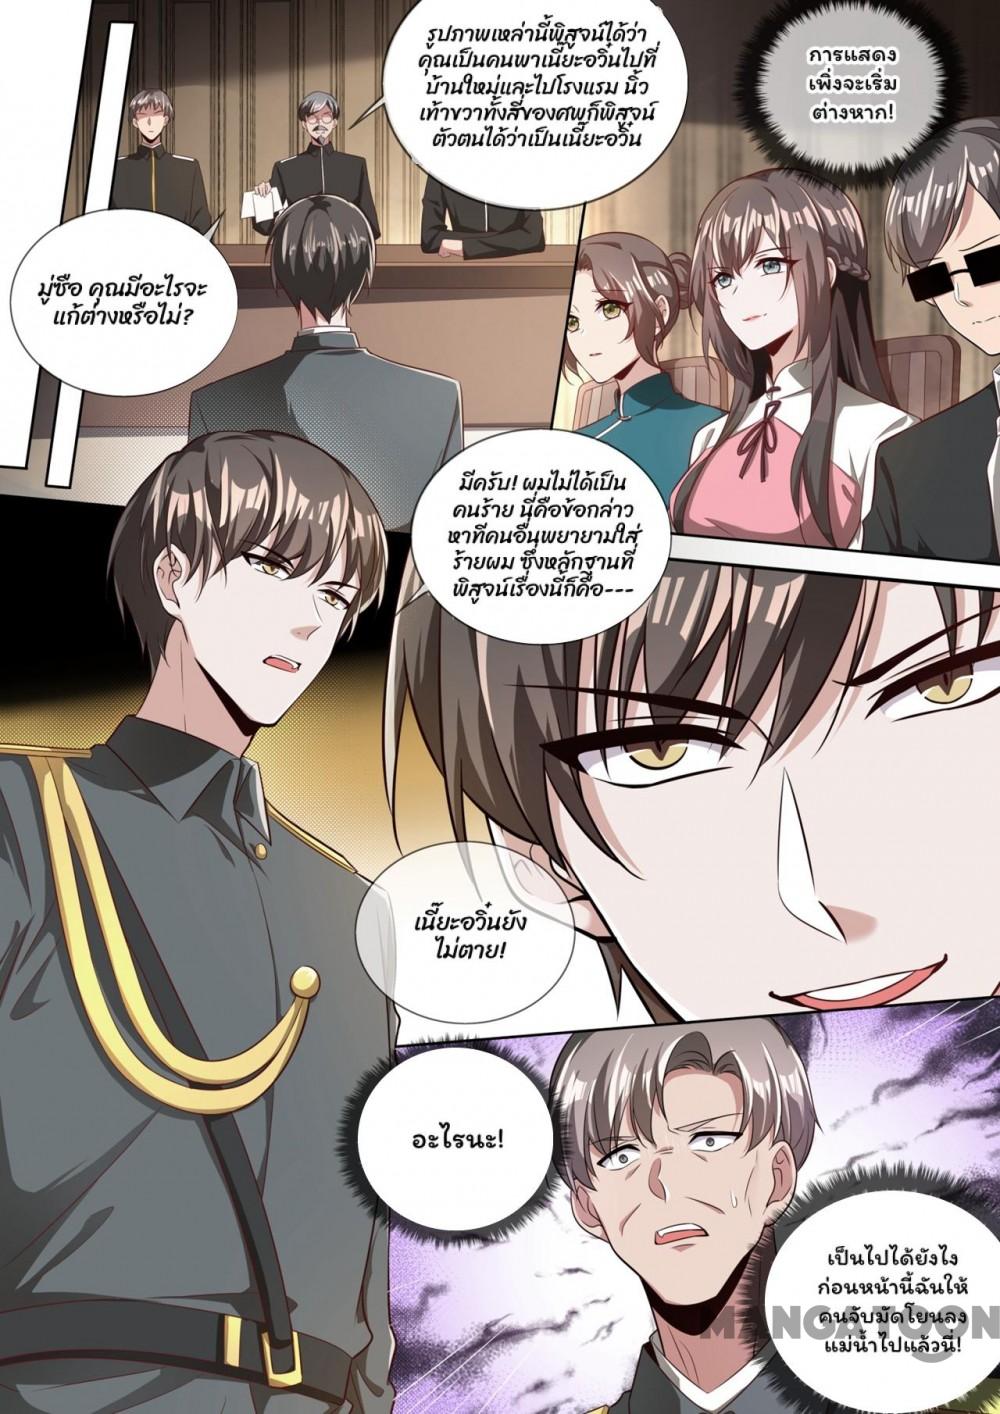 รูปภาพเหล่านี้พิสูจน์ได้ว่า
คุณเป็นคนพาเนี๊ยะอวิ๋นไปที่
บ้านใหม่และไปโรงแรม นิ้ว
เท้าขวาทั้งสี่ของศพก็พิสูจน์
ตัวตนได้ว่าเป็นเนี๊ยะอวิ๋น
การแสดง
เพิ่งจะเริ่ม
ต่างหาก!
มู่ซือ คุณมีอะไรจะ
แก้ต่างหรือไม่?
มีครับ! ผมไม่ได้เป็น
คนร้าย นี่คือข้อกล่าว
หาที่คนอื่นพยายามใส่
ร้ายผม ซึ่งหลักฐานที่
พิสูจน์เรื่องนี้ก็คือ---
เนี๊ยะอวิ๋นยัง
ไม่ตาย!
อะไรนะ!
เป็นไปได้ยังไง
ก่อนหน้านี้ฉันให้
คนจับมัดโยนลง
แม่น้ำไปแล้วนี่!
MANGATOON